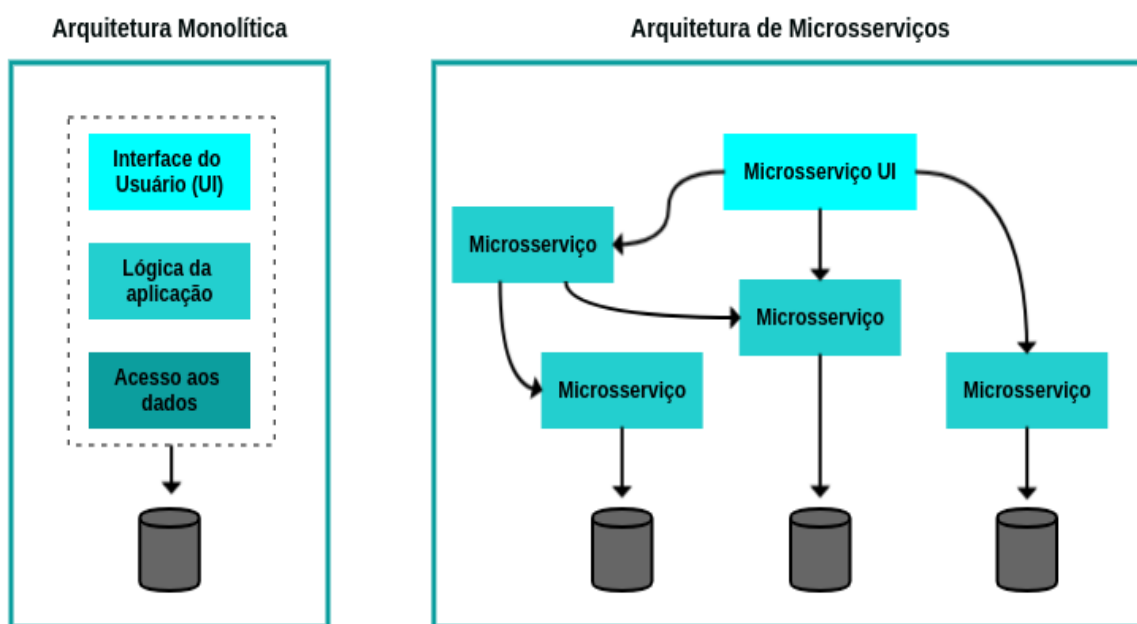 Arquitetura Monolítica
Interface do
Usuário (UI)
Lógica da
aplicação
Acesso aos
dados
Arquitetura de Microsserviços
Microsserviço UI
Microsserviço
Microsserviço
Microsserviço
Microsserviço